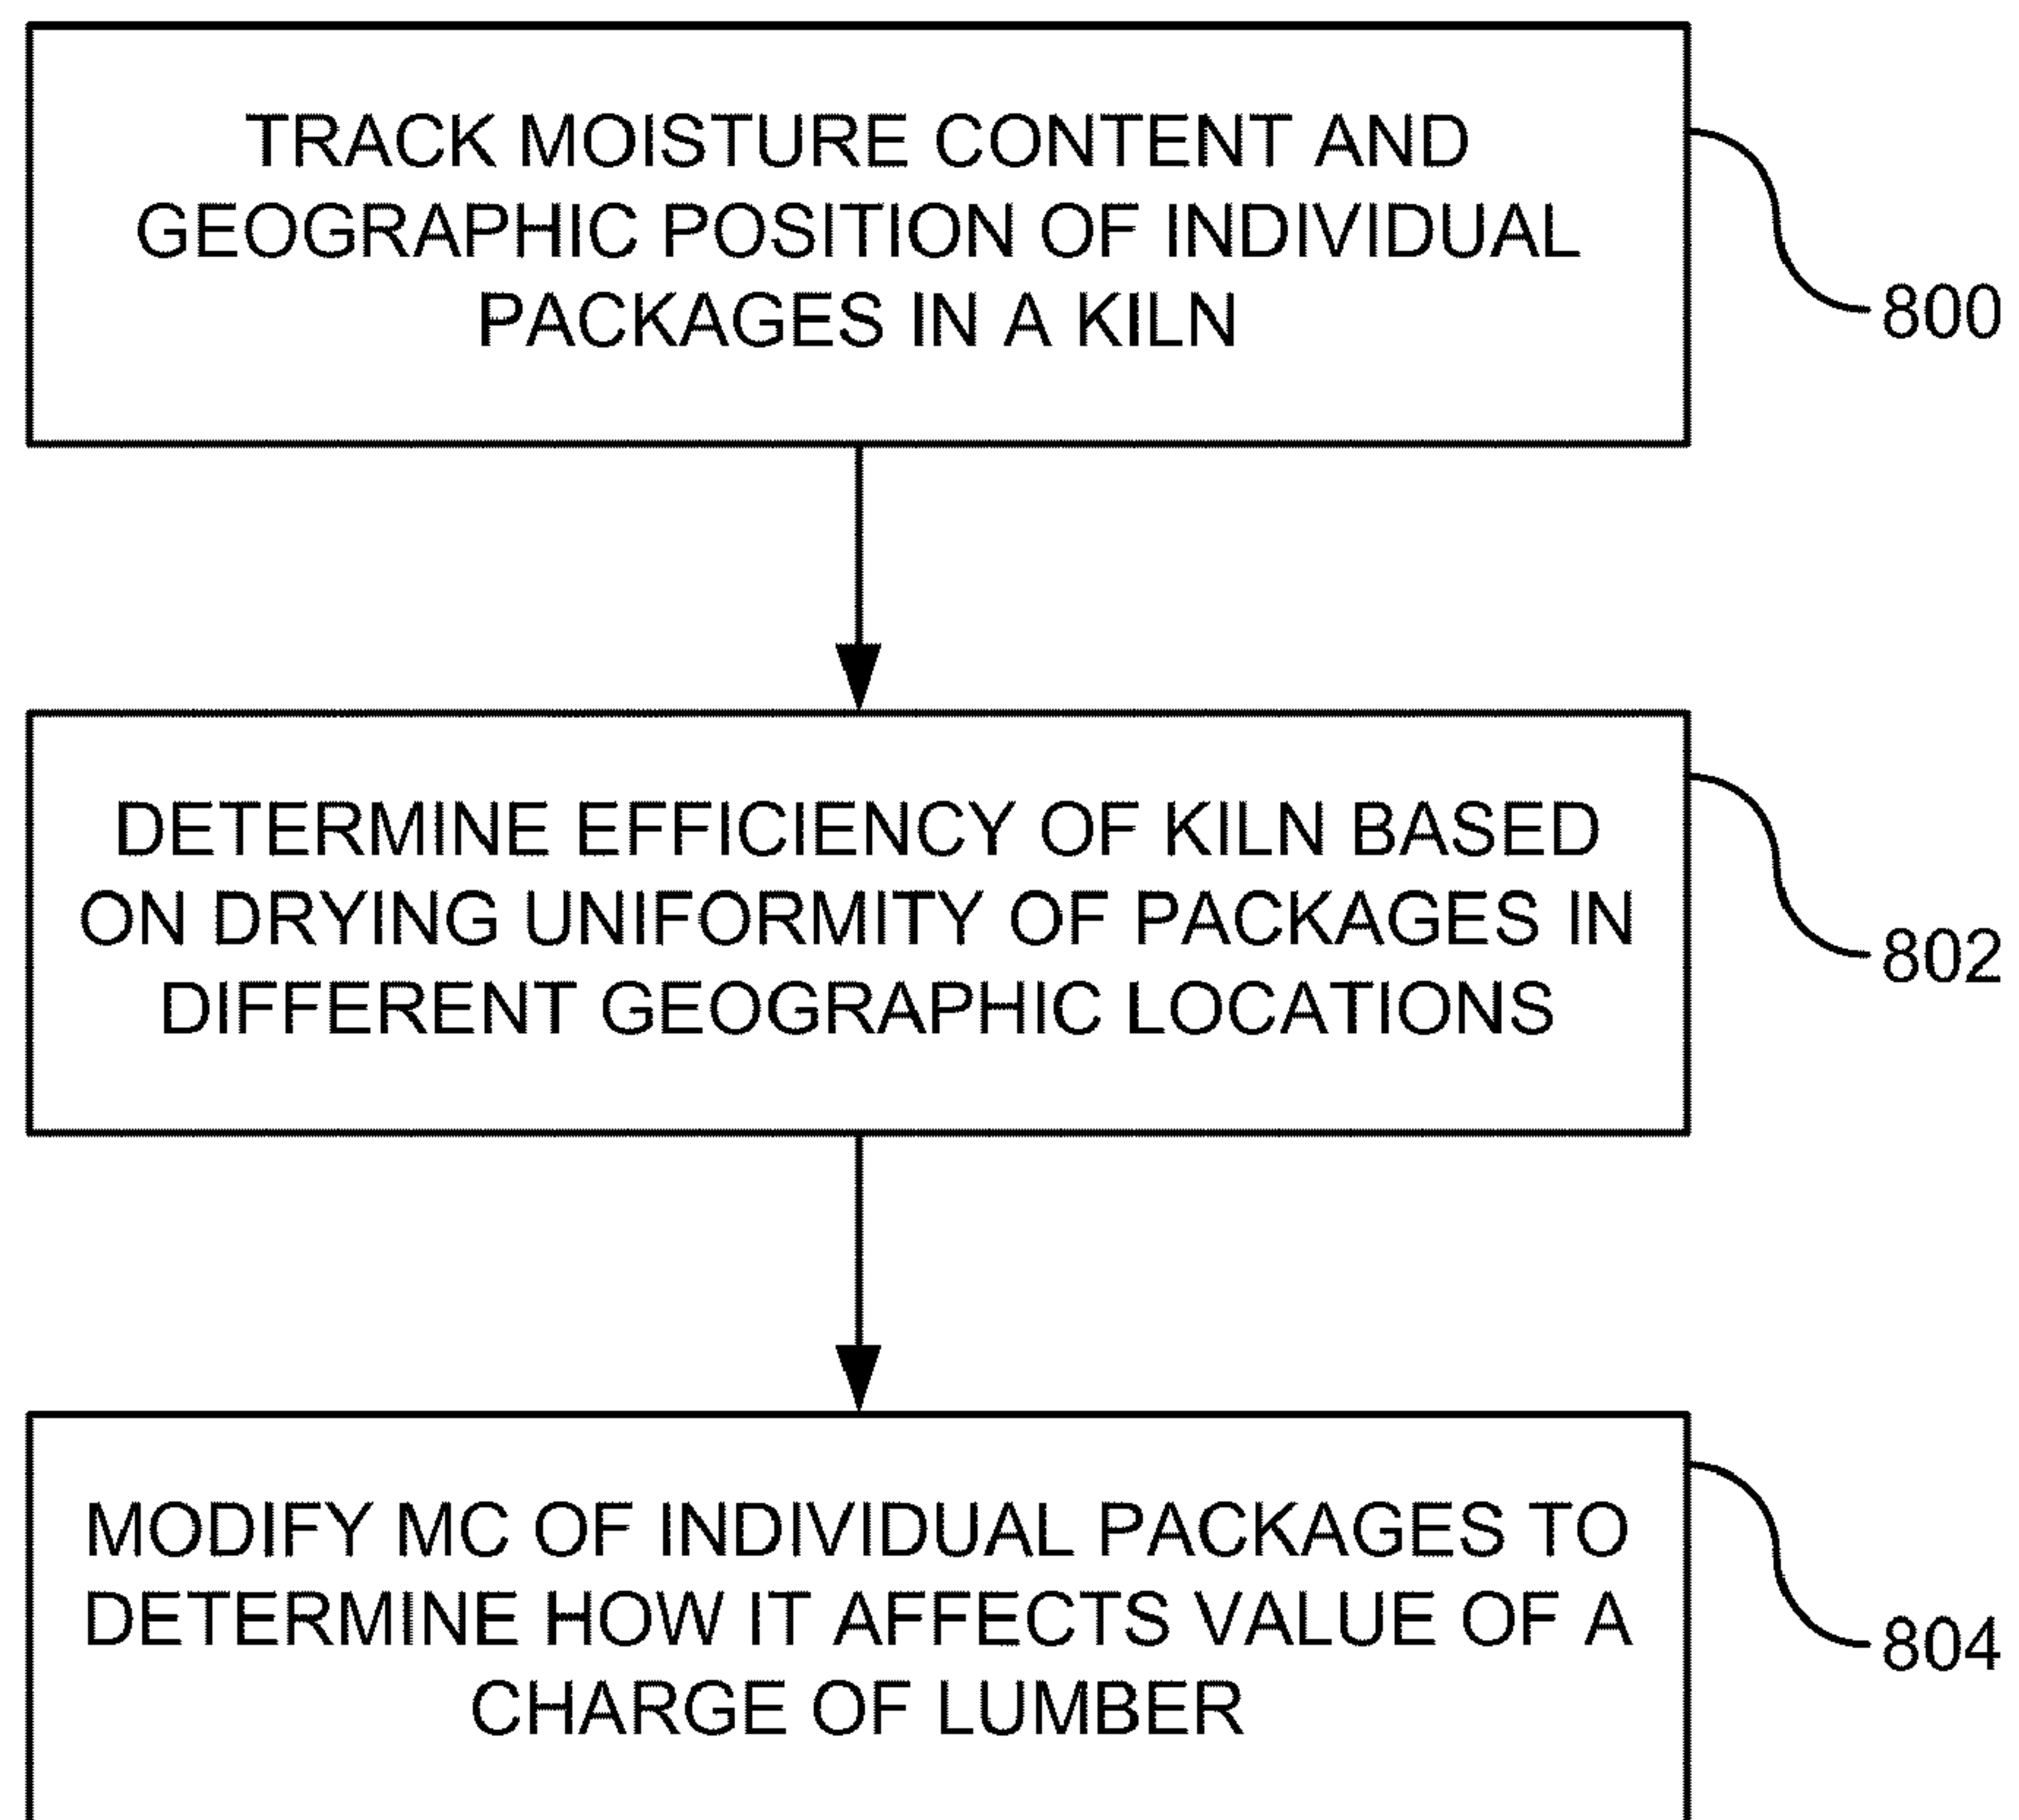 TRACK MOISTURE CONTENT AND
GEOGRAPHIC POSITION OF INDIVIDUAL
PACKAGES IN A KILN
800
DETERMINE EFFICIENCY OF KILN BASED
ON DRYING UNIFORMITY OF PACKAGES IN
DIFFERENT GEOGRAPHIC LOCATIONS
802
MODIFY MC OF INDIVIDUAL PACKAGES TO
DETERMINE HOW IT AFFECTS VALUE OF A
CHARGE OF LUMBER
804